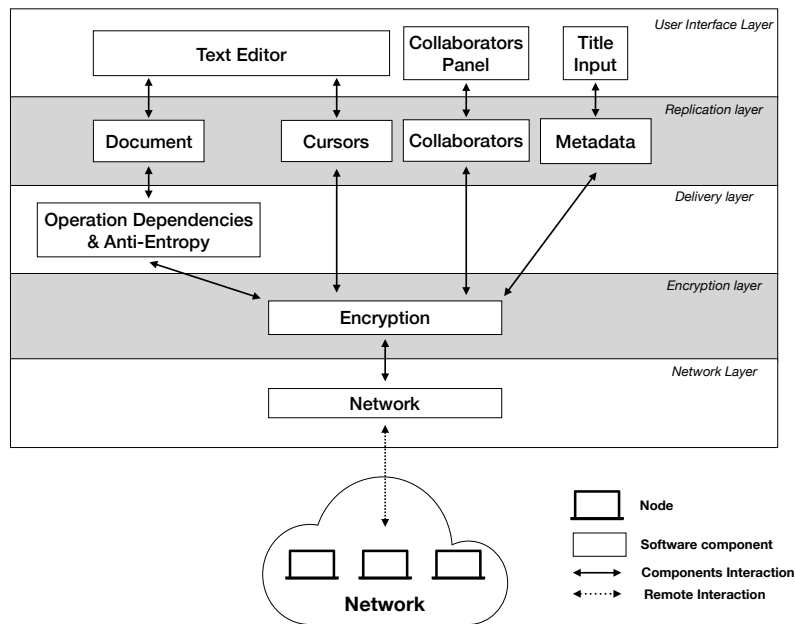 User Interface Layer
Text Editor
Collaborators
Panel
Title
Input
Replication layer
Document
Cursors
Collaborators
Metadata
Delivery layer
Operation Dependencies
& Anti-Entropy
Encryption layer
Encryption
Network Layer
Network
Node
Software component
Components Interaction
Remote Interaction
Network